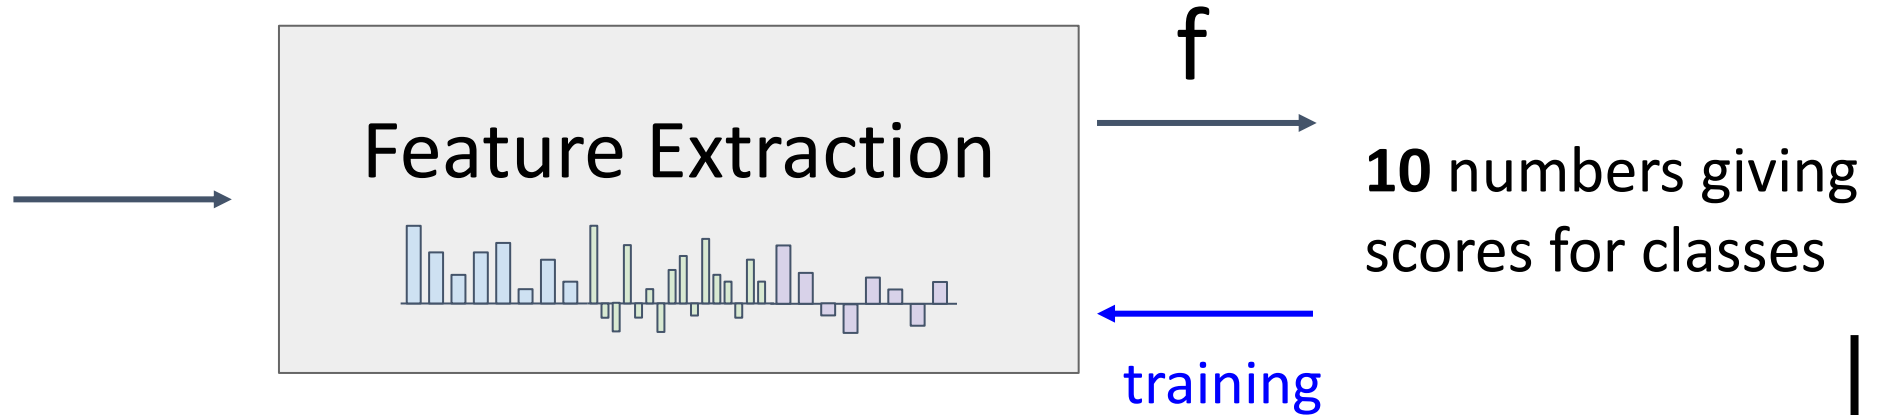 f
Feature Extraction
10 numbers giving
scores for classes
training